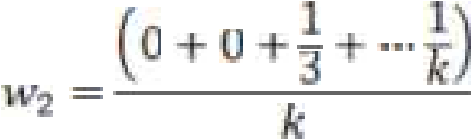 w₂ = (0 + 0 + 1/3 + ⋯ 1/k) / k